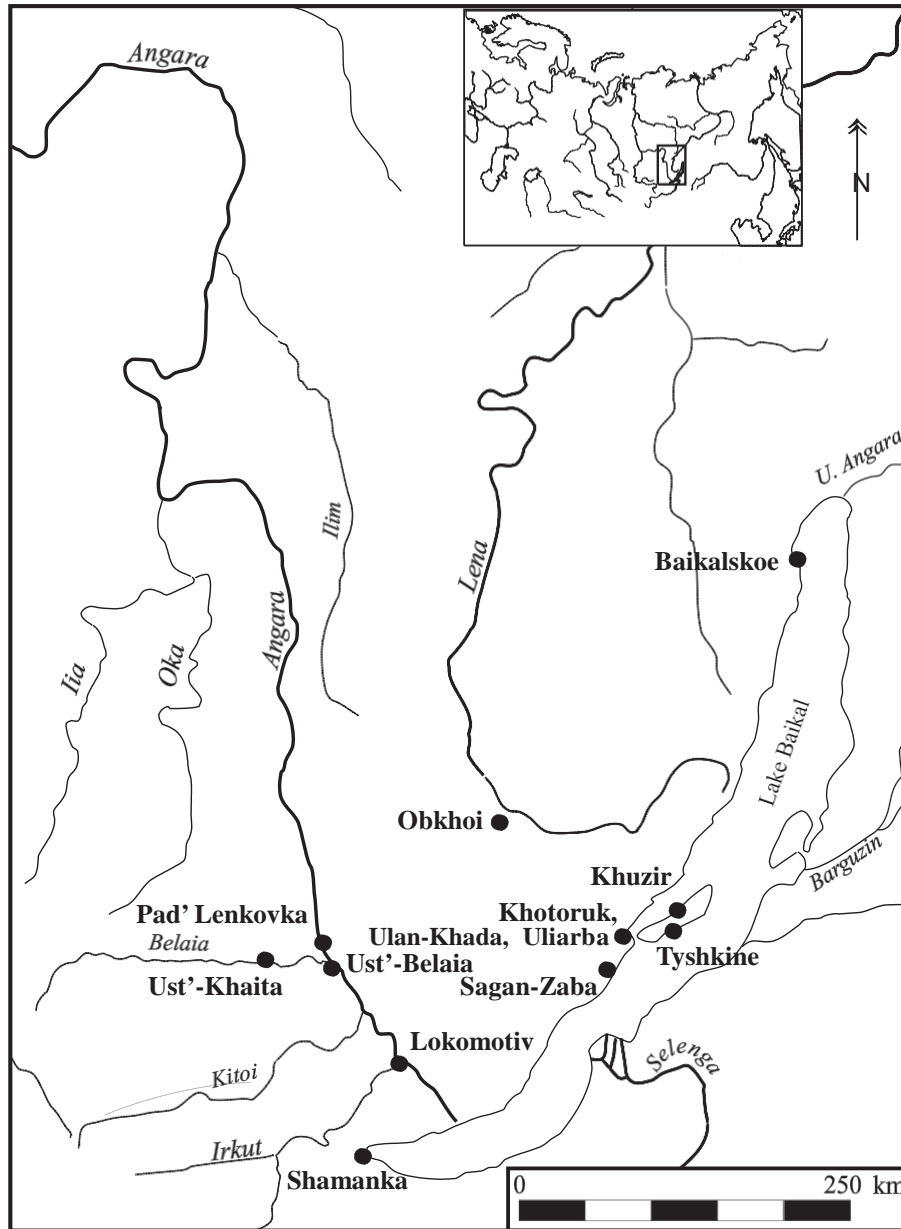 Angara
N
U. Angara
Ilim
Lena
Baikalskoe
Angara
Iia
Oka
Lake Baikal
Obkhoi
Barguzin
Khuzir
Khotoruk,
Pad' Lenkovka
Belaia
Ulan-Khada, Uliarba
Tyshkine
Ust'-Belaia
Ust'-Khaita
Sagan-Zaba
Lokomotiv
Selenga
Kitoi
Irkut
Shamanka
0 250 km